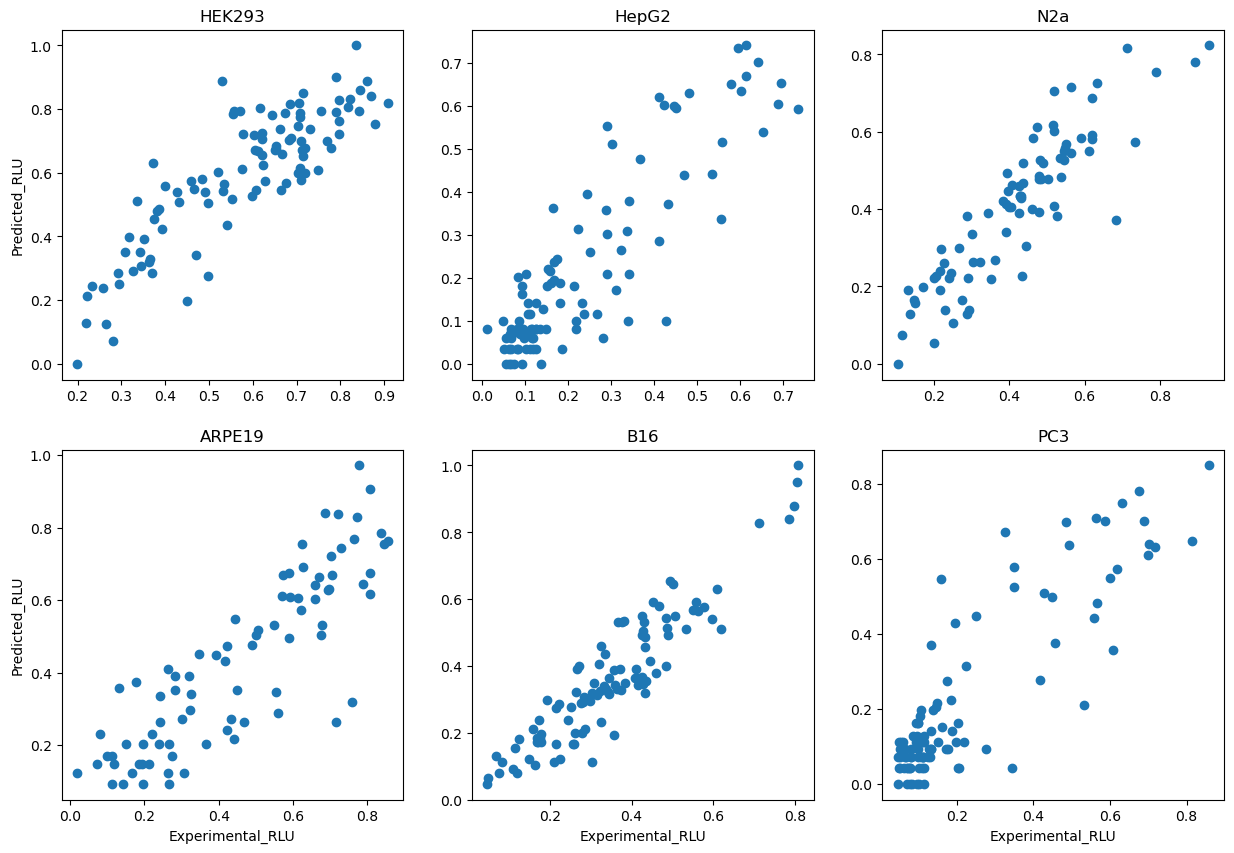 HEK293 HepG2 N2a
Predicted_RLU
1.0 0.8 0.6 0.4 0.2 0.0
0.7 0.6 0.5 0.4 0.3 0.2 0.1 0.0
0.8 0.6 0.4 0.2 0.0
0.2 0.3 0.4 0.5 0.6 0.7 0.8 0.9
0.0 0.1 0.2 0.3 0.4 0.5 0.6 0.7
0.2 0.4 0.6 0.8
ARPE19 B16 PC3
Predicted_RLU
1.0 0.8 0.6 0.4 0.2
1.0 0.8 0.6 0.4 0.2 0.0
0.8 0.6 0.4 0.2 0.0
0.0 0.2 0.4 0.6 0.8
0.2 0.4 0.6 0.8
0.2 0.4 0.6 0.8
Experimental_RLU Experimental_RLU Experimental_RLU